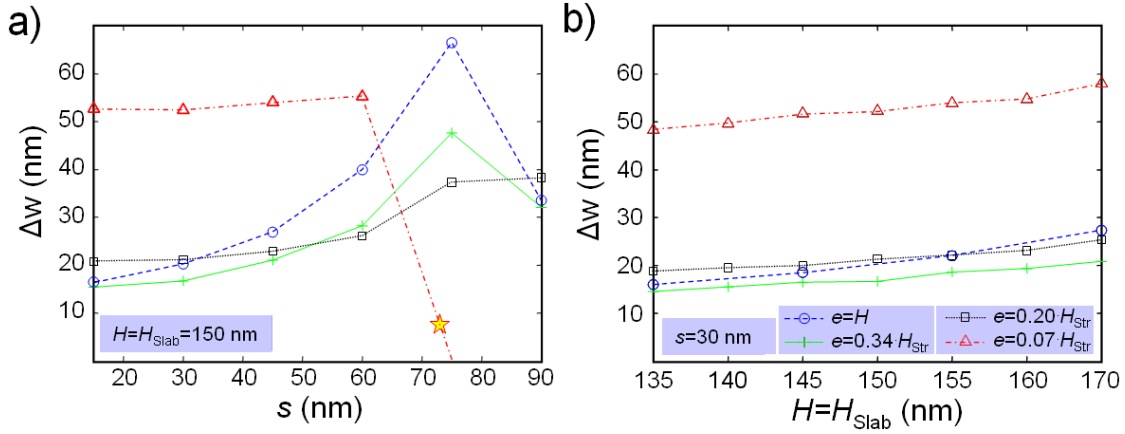 a)
Δw (nm)
60
50
40
30
20
10
H=HSlab=150 nm
20 30 40 50 60 70 80 90
s (nm)
b)
Δw (nm)
60
50
40
30
20
10
s=30 nm
e=H
e=0.20·HStr
e=0.34·HStr
e=0.07·HStr
135 140 145 150 155 160 170
H=HSlab (nm)